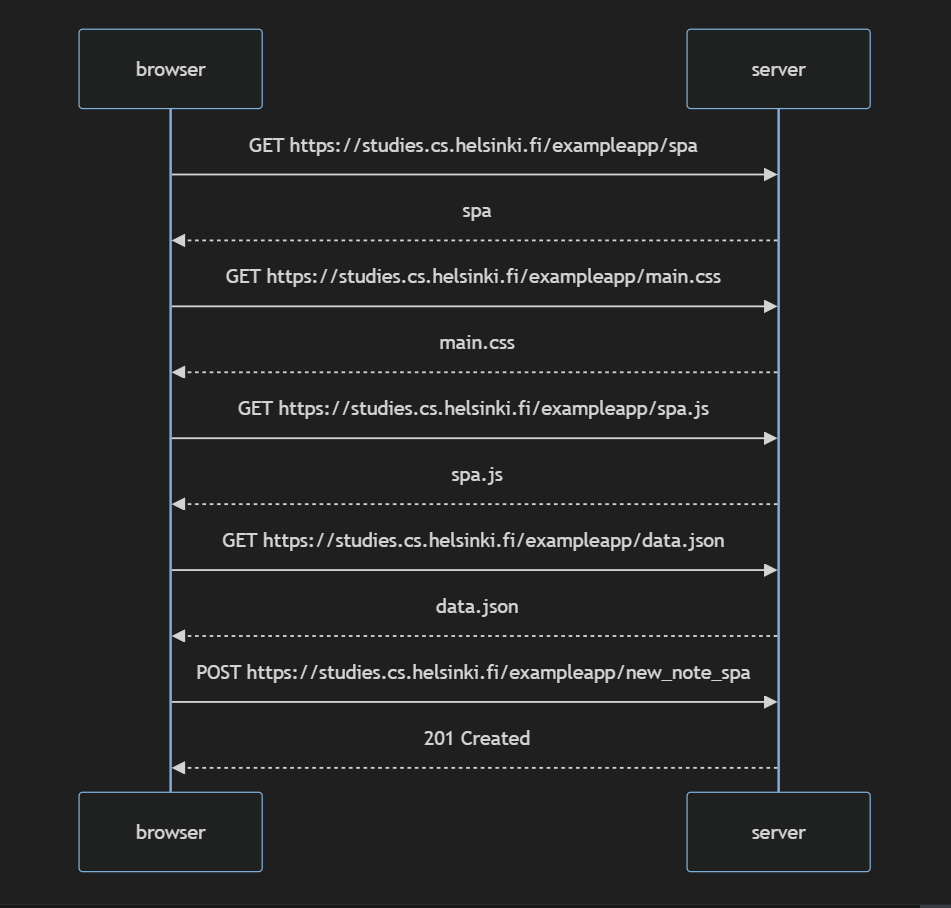 browser
server
GET https://studies.cs.helsinki.fi/exampleapp/spa
spa
GET https://studies.cs.helsinki.fi/exampleapp/main.css
main.css
GET https://studies.cs.helsinki.fi/exampleapp/spa.js
spa.js
GET https://studies.cs.helsinki.fi/exampleapp/data.json
data.json
POST https://studies.cs.helsinki.fi/exampleapp/new_note_spa
201 Created
browser
server